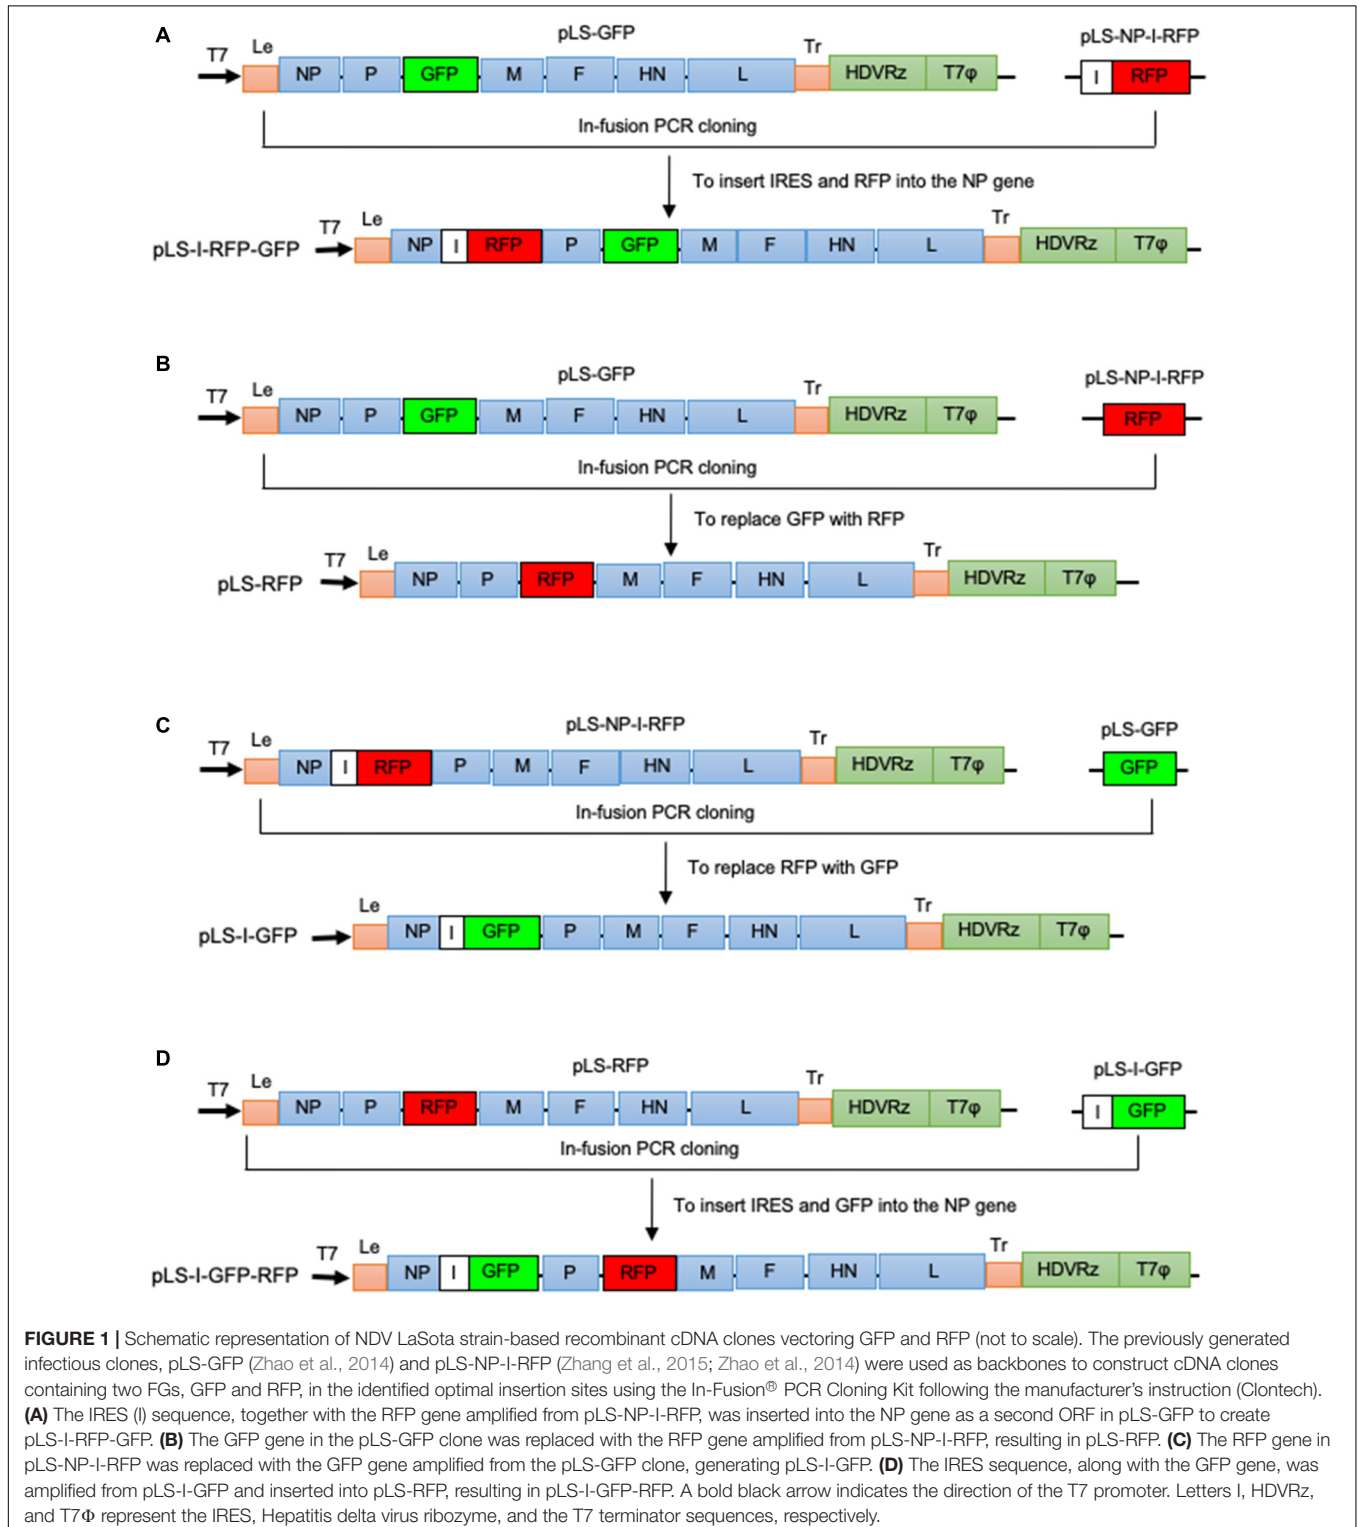 A
pLS-GFP
pLS-NP-I-RFP
T7
Le
Tr
NP P GFP M F HN L HDVRz T7φ
I RFP
In-fusion PCR cloning
To insert IRES and RFP into the NP gene
pLS-I-RFP-GFP
T7
Le
Tr
NP I RFP P GFP M F HN L HDVRz T7φ
B
pLS-GFP
pLS-NP-I-RFP
T7
Le
Tr
NP P GFP M F HN L HDVRz T7φ
RFP
In-fusion PCR cloning
To replace GFP with RFP
pLS-RFP
T7
Le
Tr
NP P RFP M F HN L HDVRz T7φ
C
pLS-NP-I-RFP
pLS-GFP
T7
Le
Tr
NP I RFP P M F HN L HDVRz T7φ
GFP
In-fusion PCR cloning
To replace RFP with GFP
pLS-I-GFP
Le
Tr
NP I GFP P M F HN L HDVRz T7φ
D
pLS-RFP
pLS-I-GFP
T7
Le
Tr
NP P RFP M F HN L HDVRz T7φ
I GFP
In-fusion PCR cloning
To insert IRES and GFP into the NP gene
pLS-I-GFP-RFP
T7
Le
Tr
NP I GFP P RFP M F HN L HDVRz T7φ
FIGURE 1 | Schematic representation of NDV LaSota strain-based recombinant cDNA clones vectoring GFP and RFP (not to scale). The previously generated
infectious clones, pLS-GFP (Zhao et al., 2014) and pLS-NP-I-RFP (Zhang et al., 2015; Zhao et al., 2014) were used as backbones to construct cDNA clones
containing two FGs, GFP and RFP, in the identified optimal insertion sites using the In-Fusion® PCR Cloning Kit following the manufacturer's instruction (Clontech).
(A) The IRES (I) sequence, together with the RFP gene amplified from pLS-NP-I-RFP, was inserted into the NP gene as a second ORF in pLS-GFP to create
pLS-I-RFP-GFP. (B) The GFP gene in the pLS-GFP clone was replaced with the RFP gene amplified from pLS-NP-I-RFP, resulting in pLS-RFP. (C) The RFP gene in
pLS-NP-I-RFP was replaced with the GFP gene amplified from the pLS-GFP clone, generating pLS-I-GFP. (D) The IRES sequence, along with the GFP gene, was
amplified from pLS-I-GFP and inserted into pLS-RFP, resulting in pLS-I-GFP-RFP. A bold black arrow indicates the direction of the T7 promoter. Letters I, HDVRz,
and T7Φ represent the IRES, Hepatitis delta virus ribozyme, and the T7 terminator sequences, respectively.